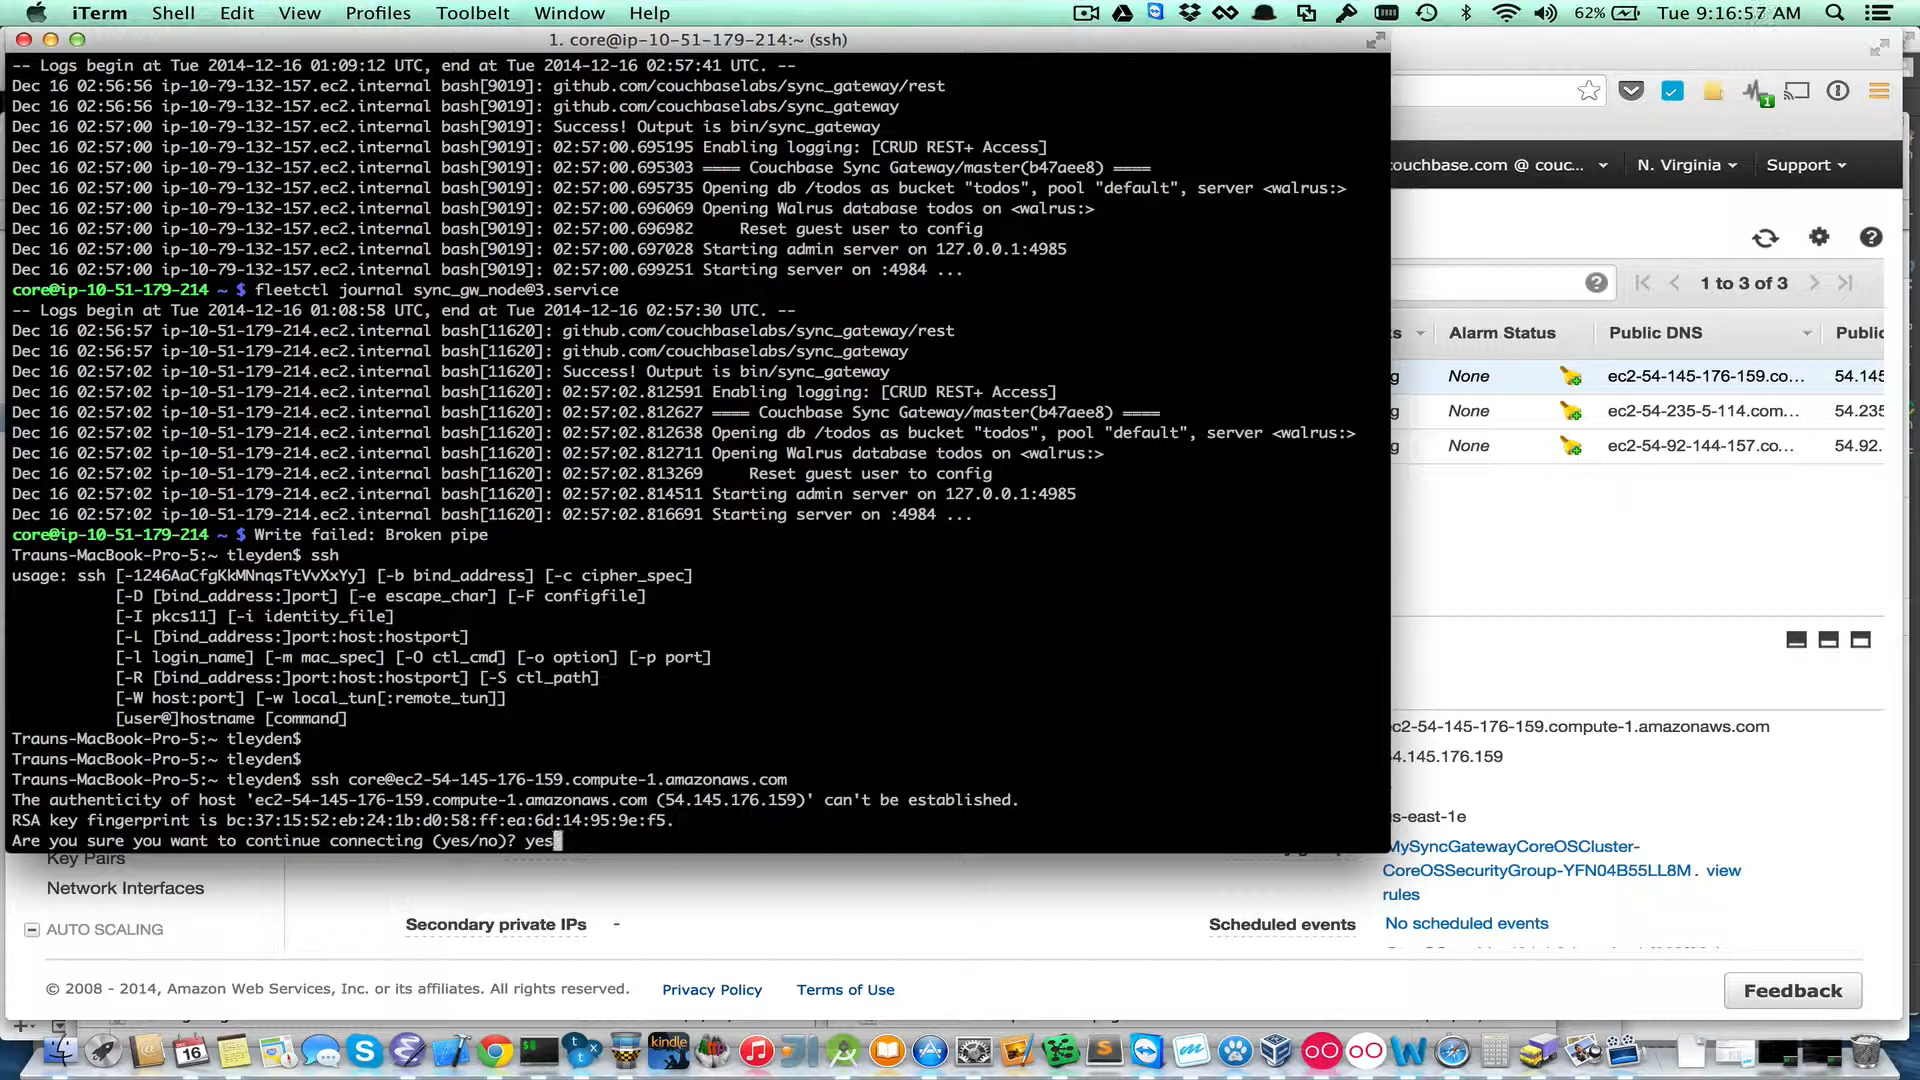 iTerm Shell Edit View Profiles Toolbelt Window Help 62% Tue 9:16:57 AM
1. core@ip-10-51-179-214:~ (ssh)
-- Logs begin at Tue 2014-12-16 01:09:12 UTC, end at Tue 2014-12-16 02:57:41 UTC. --
Dec 16 02:56:56 ip-10-79-132-157.ec2.internal bash[9019]: github.com/couchbaselabs/sync_gateway/rest
Dec 16 02:56:56 ip-10-79-132-157.ec2.internal bash[9019]: github.com/couchbaselabs/sync_gateway
Dec 16 02:57:00 ip-10-79-132-157.ec2.internal bash[9019]: Success! Output is bin/sync_gateway
Dec 16 02:57:00 ip-10-79-132-157.ec2.internal bash[9019]: 02:57:00.695195 Enabling logging: [CRUD REST+ Access]
Dec 16 02:57:00 ip-10-79-132-157.ec2.internal bash[9019]: 02:57:00.695303 ==== Couchbase Sync Gateway/master(b47aee8) ====
Dec 16 02:57:00 ip-10-79-132-157.ec2.internal bash[9019]: 02:57:00.695735 Opening db /todos as bucket "todos", pool "default", server <walrus:>
Dec 16 02:57:00 ip-10-79-132-157.ec2.internal bash[9019]: 02:57:00.696069 Opening Walrus database todos on <walrus:>
Dec 16 02:57:00 ip-10-79-132-157.ec2.internal bash[9019]: 02:57:00.696982     Reset guest user to config
Dec 16 02:57:00 ip-10-79-132-157.ec2.internal bash[9019]: 02:57:00.697028 Starting admin server on 127.0.0.1:4985
Dec 16 02:57:00 ip-10-79-132-157.ec2.internal bash[9019]: 02:57:00.699251 Starting server on :4984 ...
core@ip-10-51-179-214 ~ $ fleetctl journal sync_gw_node@3.service
-- Logs begin at Tue 2014-12-16 01:08:58 UTC, end at Tue 2014-12-16 02:57:30 UTC. --
Dec 16 02:56:57 ip-10-51-179-214.ec2.internal bash[11620]: github.com/couchbaselabs/sync_gateway/rest
Dec 16 02:56:57 ip-10-51-179-214.ec2.internal bash[11620]: github.com/couchbaselabs/sync_gateway
Dec 16 02:57:02 ip-10-51-179-214.ec2.internal bash[11620]: Success! Output is bin/sync_gateway
Dec 16 02:57:02 ip-10-51-179-214.ec2.internal bash[11620]: 02:57:02.812591 Enabling logging: [CRUD REST+ Access]
Dec 16 02:57:02 ip-10-51-179-214.ec2.internal bash[11620]: 02:57:02.812627 ==== Couchbase Sync Gateway/master(b47aee8) ====
Dec 16 02:57:02 ip-10-51-179-214.ec2.internal bash[11620]: 02:57:02.812638 Opening db /todos as bucket "todos", pool "default", server <walrus:>
Dec 16 02:57:02 ip-10-51-179-214.ec2.internal bash[11620]: 02:57:02.812711 Opening Walrus database todos on <walrus:>
Dec 16 02:57:02 ip-10-51-179-214.ec2.internal bash[11620]: 02:57:02.813269     Reset guest user to config
Dec 16 02:57:02 ip-10-51-179-214.ec2.internal bash[11620]: 02:57:02.814511 Starting admin server on 127.0.0.1:4985
Dec 16 02:57:02 ip-10-51-179-214.ec2.internal bash[11620]: 02:57:02.816691 Starting server on :4984 ...
core@ip-10-51-179-214 ~ $ Write failed: Broken pipe
Trauns-MacBook-Pro-5:~ tleyden$ ssh
usage: ssh [-1246AaCfgKkMNnqsTtVvXxYy] [-b bind_address] [-c cipher_spec]
[-D [bind_address:]port] [-e escape_char] [-F configfile]
[-I pkcs11] [-i identity_file]
[-L [bind_address:]port:host:hostport]
[-l login_name] [-m mac_spec] [-O ctl_cmd] [-o option] [-p port]
[-R [bind_address:]port:host:hostport] [-S ctl_path]
[-W host:port] [-w local_tun[:remote_tun]]
[user@]hostname [command]
Trauns-MacBook-Pro-5:~ tleyden$
Trauns-MacBook-Pro-5:~ tleyden$
Trauns-MacBook-Pro-5:~ tleyden$ ssh core@ec2-54-145-176-159.compute-1.amazonaws.com
The authenticity of host 'ec2-54-145-176-159.compute-1.amazonaws.com (54.145.176.159)' can't be established.
RSA key fingerprint is bc:37:15:52:eb:24:1b:d0:58:ff:ea:6d:14:95:9e:f5.
Are you sure you want to continue connecting (yes/no)? yes
ouchbase.com @ couc... N. Virginia Support
1 to 3 of 3
Alarm Status Public DNS Public
g None ec2-54-145-176-159.co... 54.145
g None ec2-54-235-5-114.com... 54.235
g None ec2-54-92-144-157.co... 54.92.
ec2-54-145-176-159.compute-1.amazonaws.com
54.145.176.159
us-east-1e
MySyncGatewayCoreOSCluster-
CoreOSSecurityGroup-YFN04B55LL8M . view
rules
Key Pairs
Network Interfaces
AUTO SCALING
Secondary private IPs -
Scheduled events No scheduled events
© 2008 - 2014, Amazon Web Services, Inc. or its affiliates. All rights reserved. Privacy Policy Terms of Use Feedback